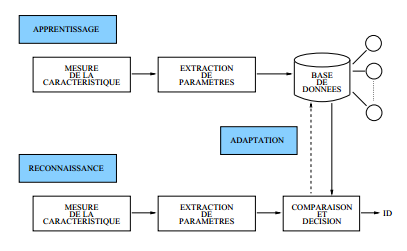 APPRENTISSAGE
MESURE
DE LA
CARACTERISTIQUE
EXTRACTION
DE
PARAMETRES
BASE
DE
DONNEES
ADAPTATION
RECONNAISSANCE
MESURE
DE LA
CARACTERISTIQUE
EXTRACTION
DE
PARAMETRES
COMPARAISON
ET
DECISION
ID